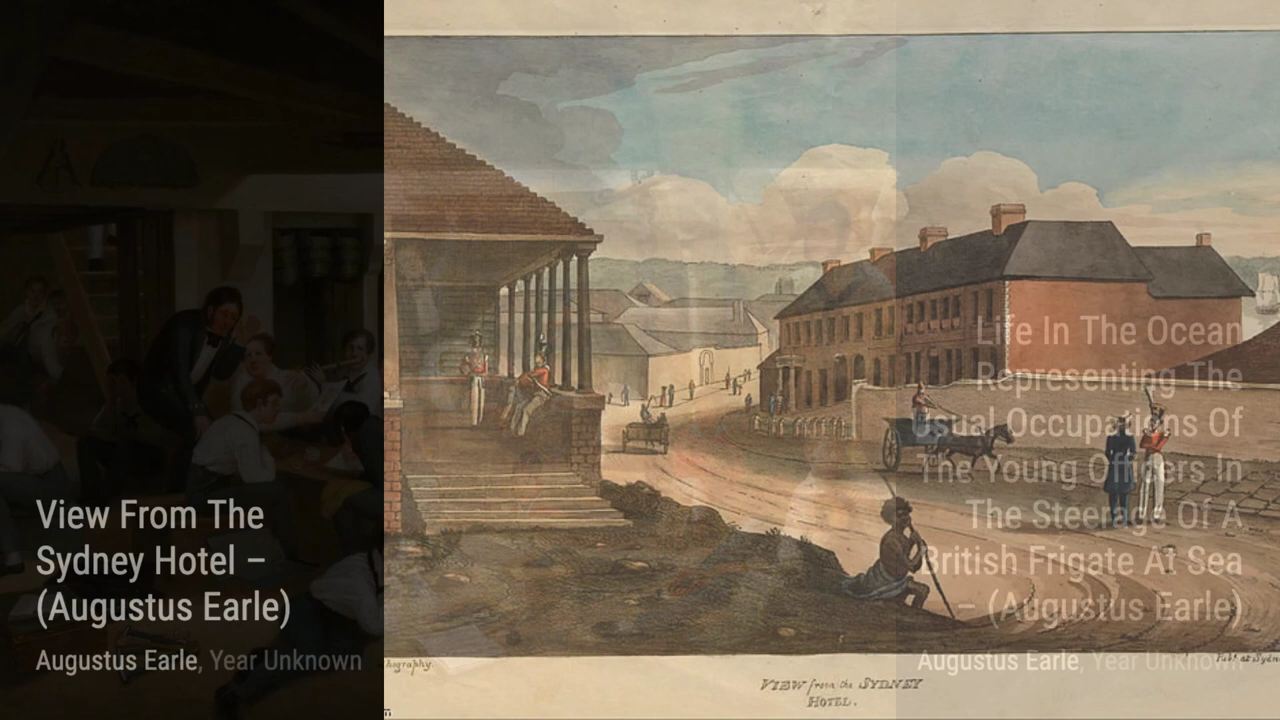 View From The
Sydney Hotel –
(Augustus Earle)
Augustus Earle, Year Unknown
Life In The Ocean
Representing The
Usual Occupations Of
The Young Officers In
The Steerage Of A
British Frigate At Sea
– (Augustus Earle)
Augustus Earle, Year Unknown
VIEW from the SYDNEY
HOTEL.